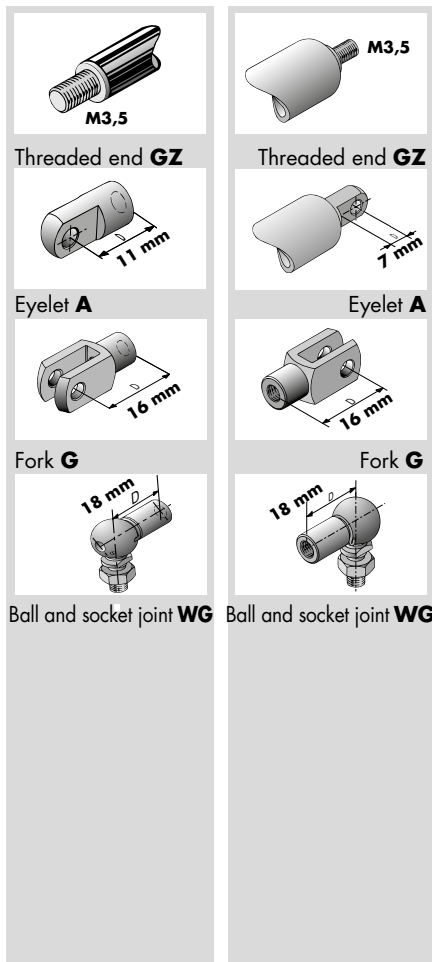 M3,5
Threaded end GZ
D
11 mm
Eyelet A
D
16 mm
Fork G
18 mm
D
Ball and socket joint WG
M3,5
Threaded end GZ
D
7 mm
Eyelet A
D
16 mm
Fork G
18 mm
D
Ball and socket joint WG